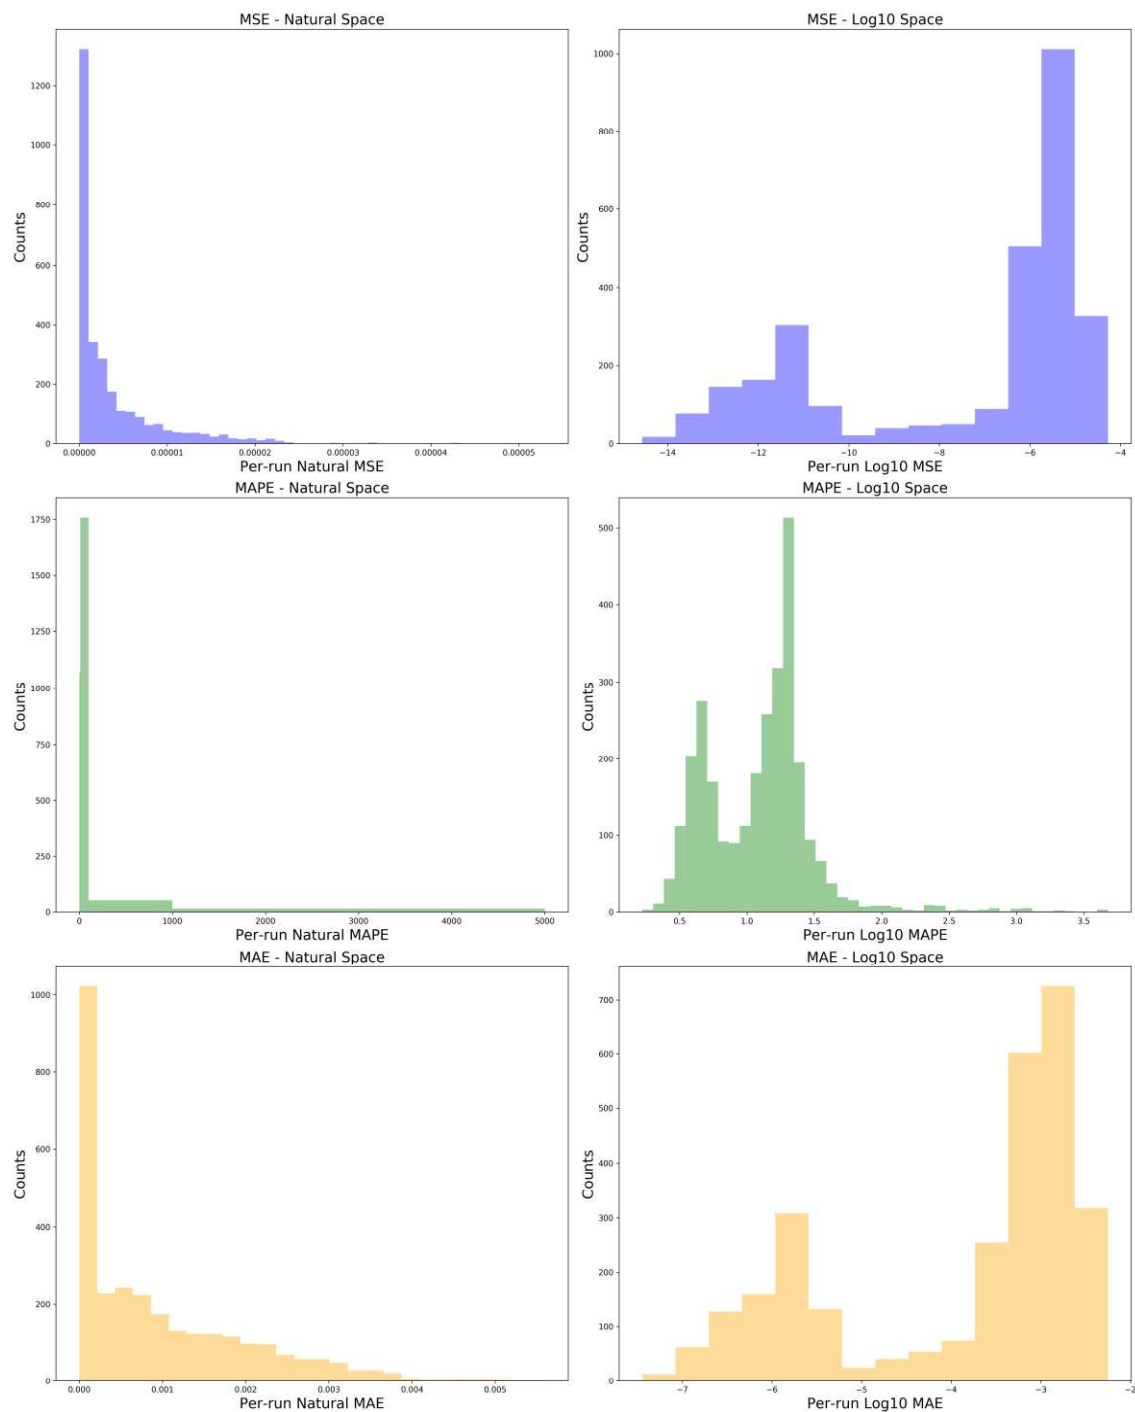 MSE - Natural Space
Counts
1200
1000
800
600
400
200
0
0.00000 0.00001 0.00002 0.00003 0.00004 0.00005
Per-run Natural MSE
MSE - Log10 Space
Counts
1000
800
600
400
200
0
−14 −12 −10 −8 −6 −4
Per-run Log10 MSE
MAPE - Natural Space
Counts
1750
1500
1250
1000
750
500
250
0
0 1000 2000 3000 4000 5000
Per-run Natural MAPE
MAPE - Log10 Space
Counts
500
400
300
200
100
0
0.5 1.0 1.5 2.0 2.5 3.0 3.5
Per-run Log10 MAPE
MAE - Natural Space
Counts
1000
800
600
400
200
0
0.000 0.001 0.002 0.003 0.004 0.005
Per-run Natural MAE
MAE - Log10 Space
Counts
700
600
500
400
300
200
100
0
−7 −6 −5 −4 −3 −2
Per-run Log10 MAE